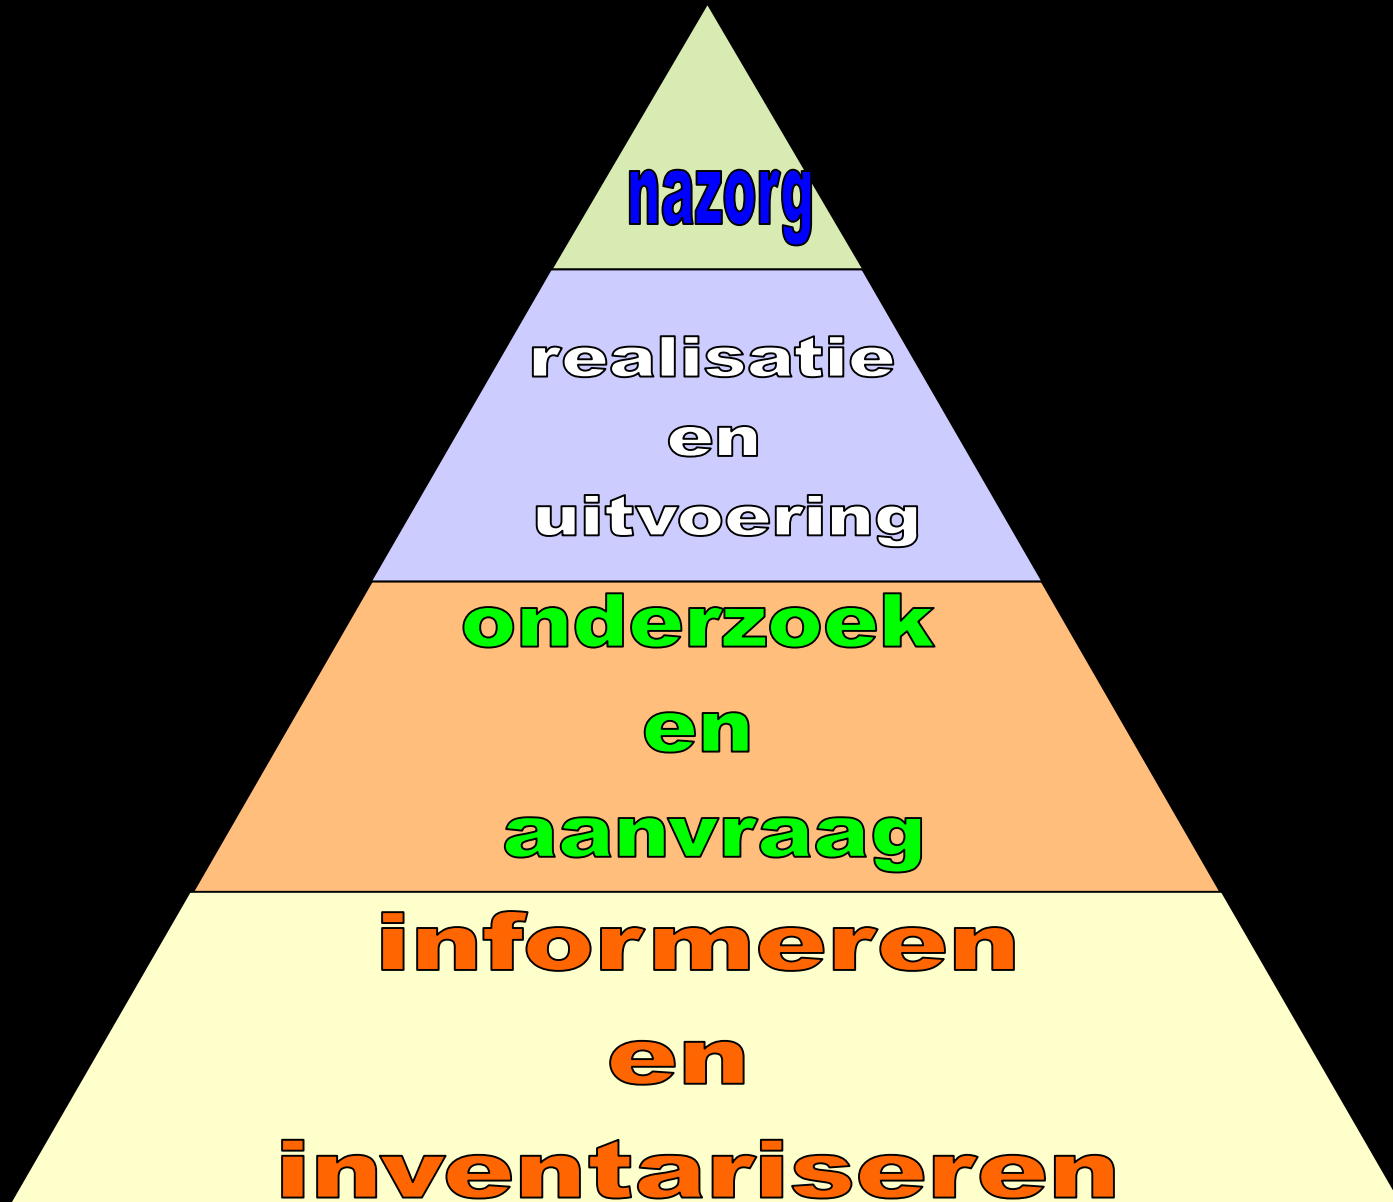 nazorg
realisatie
en
uitvoering
onderzoek
en
aanvraag
informeren
en
inventariseren